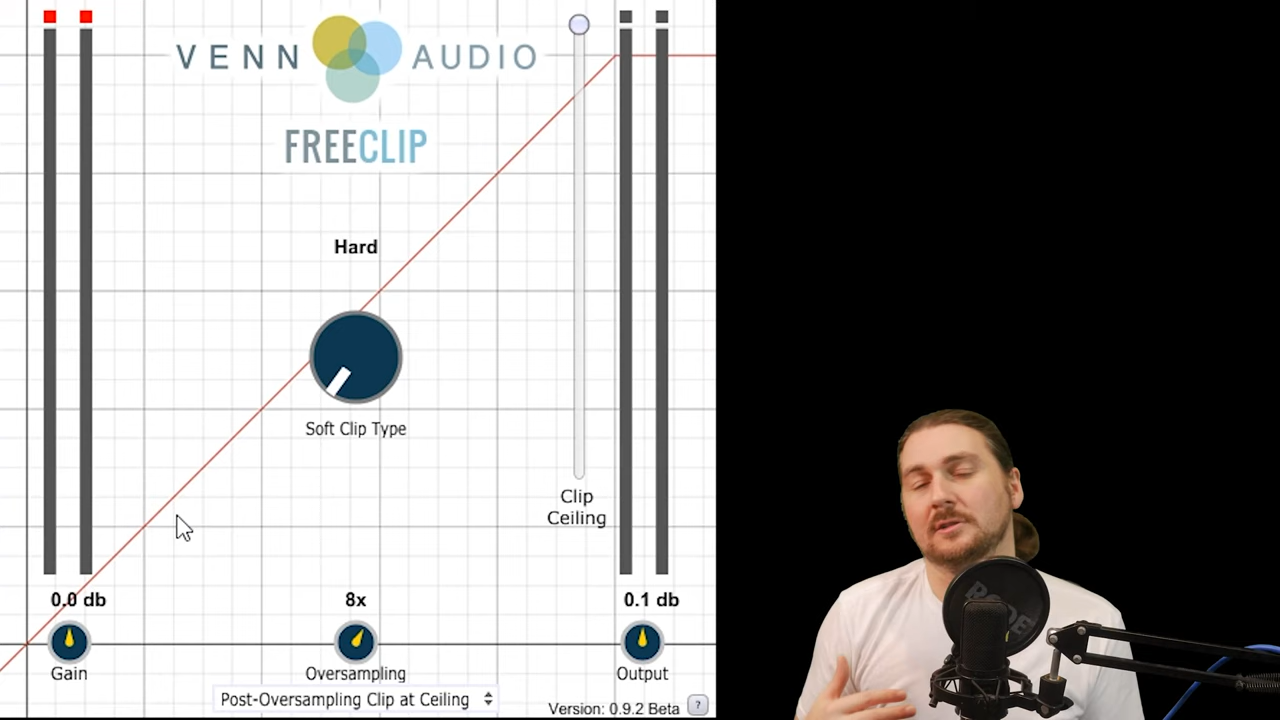 VENN AUDIO
FREECLIP
Hard
Soft Clip Type
Clip
Ceiling
0.0 db
8x
0.1 db
Gain
Oversampling
Output
Post-Oversampling Clip at Ceiling
Version: 0.9.2 Beta
?
RODE